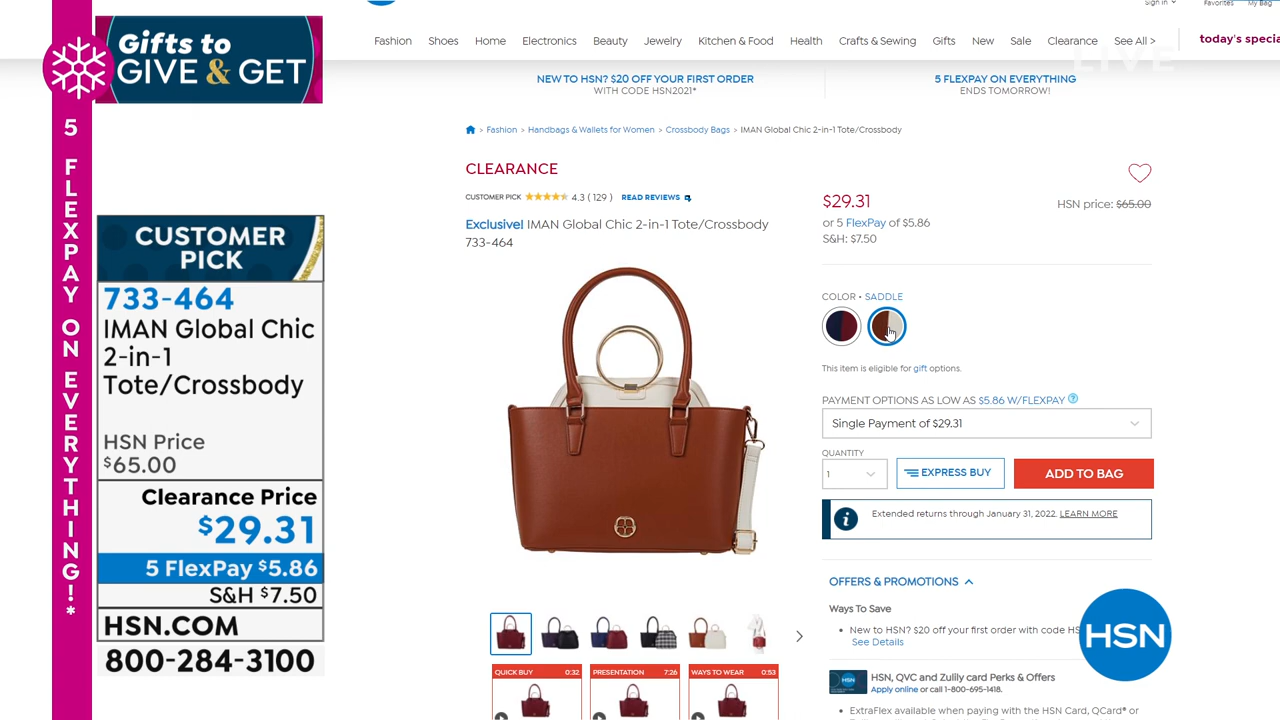 Gifts to
GIVE & GET
5 FLEXPAY ON EVERYTHING!*
CUSTOMER
PICK
733-464
IMAN Global Chic
2-in-1
Tote/Crossbody
HSN Price
$65.00
Clearance Price
$29.31
5 FlexPay $5.86
S&H $7.50
HSN.COM
800-284-3100
Sign in
Favorites
My Bag
Fashion
Shoes
Home
Electronics
Beauty
Jewelry
Kitchen & Food
Health
Crafts & Sewing
Gifts
New
Sale
Clearance
See All >
today's specia
LIVE
NEW TO HSN? $20 OFF YOUR FIRST ORDER
WITH CODE HSN2021*
5 FLEXPAY ON EVERYTHING
ENDS TOMORROW!
> Fashion > Handbags & Wallets for Women > Crossbody Bags > IMAN Global Chic 2-in-1 Tote/Crossbody
CLEARANCE
CUSTOMER PICK 4.3 ( 129 ) READ REVIEWS
Exclusive! IMAN Global Chic 2-in-1 Tote/Crossbody
733-464
$29.31
HSN price: $65.00
or 5 FlexPay of $5.86
S&H: $7.50
COLOR • SADDLE
This item is eligible for gift options.
PAYMENT OPTIONS AS LOW AS $5.86 W/FLEXPAY ?
Single Payment of $29.31
QUANTITY
1
EXPRESS BUY
ADD TO BAG
i
Extended returns through January 31, 2022. LEARN MORE
OFFERS & PROMOTIONS
Ways To Save
• New to HSN? $20 off your first order with code HS
See Details
HSN
HSN, QVC and Zulily card Perks & Offers
Apply online or call 1-800-695-1418.
• ExtraFlex available when paying with the HSN Card, QCard® or
QUICK BUY 0:32
PRESENTATION 7:26
WAYS TO WEAR 0:53